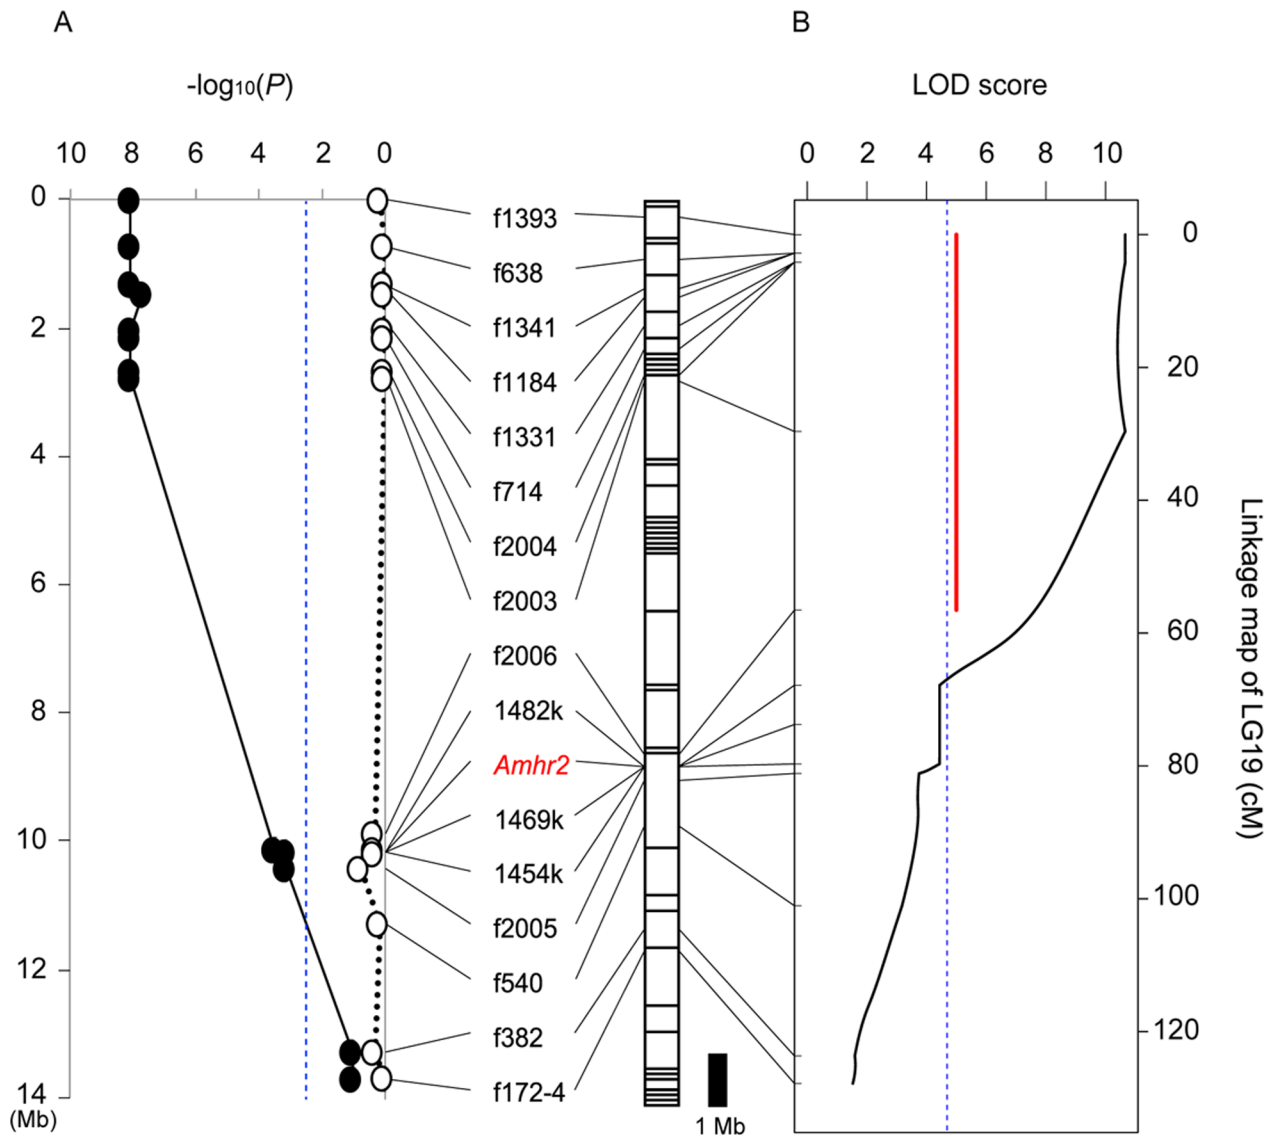 A
B
-log10(P)
LOD score
10 8 6 4 2 0
0 2 4 6 8 10
0
2
4
6
8
10
12
14
(Mb)
f1393
f638
f1341
f1184
f1331
f714
f2004
f2003
f2006
1482k
Amhr2
1469k
1454k
f2005
f540
f382
f172-4
1 Mb
0
20
40
60
80
100
120
Linkage map of LG19 (cM)